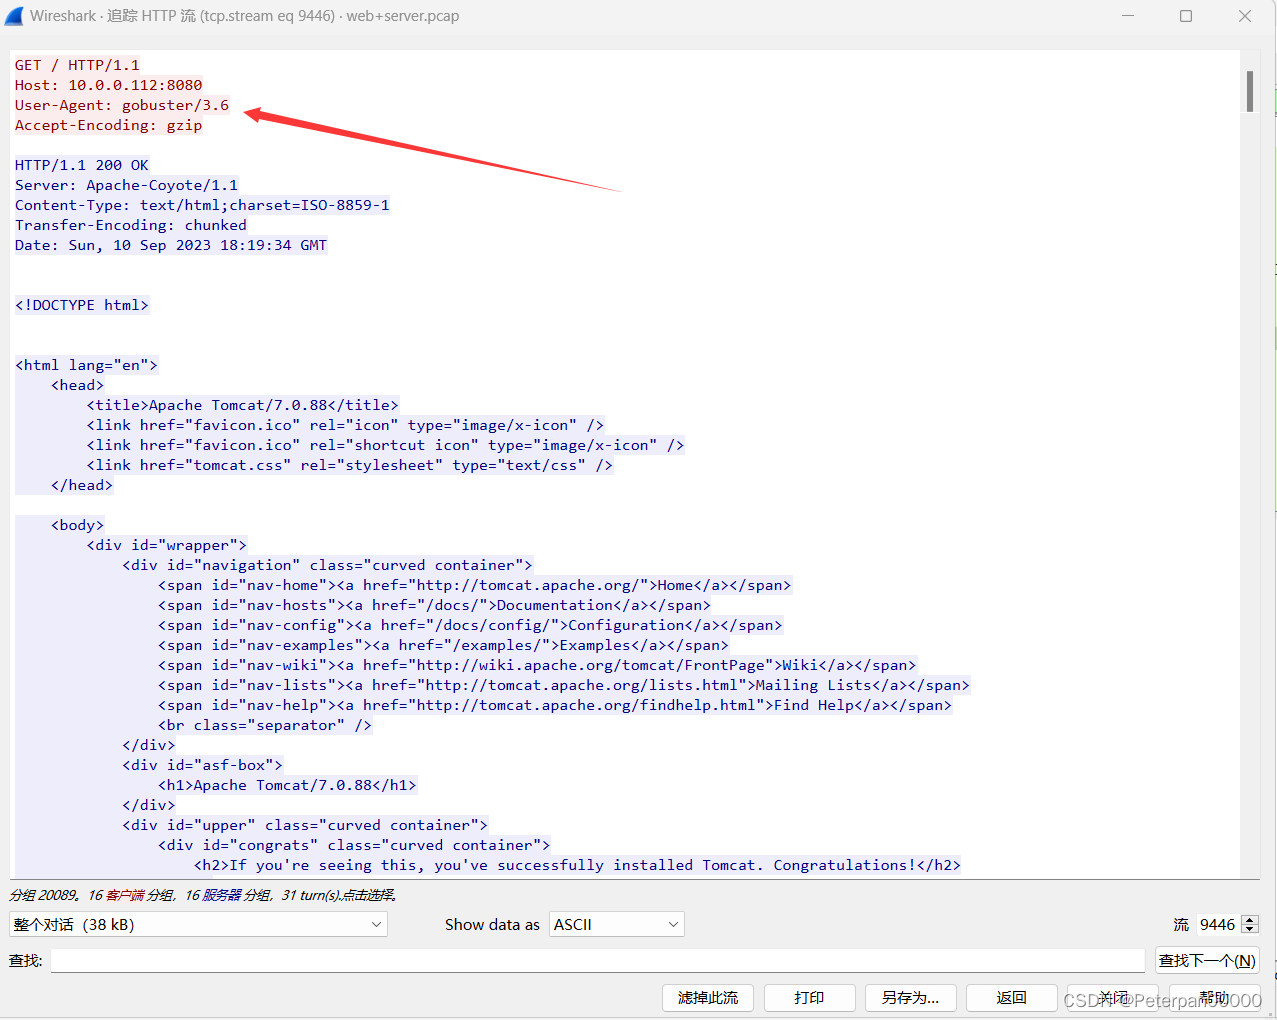 Wireshark · 追踪 HTTP 流 (tcp.stream eq 9446) · web+server.pcap
GET / HTTP/1.1
Host: 10.0.0.112:8080
User-Agent: gobuster/3.6
Accept-Encoding: gzip
HTTP/1.1 200 OK
Server: Apache-Coyote/1.1
Content-Type: text/html;charset=ISO-8859-1
Transfer-Encoding: chunked
Date: Sun, 10 Sep 2023 18:19:34 GMT
<!DOCTYPE html>
<html lang="en">
<head>
<title>Apache Tomcat/7.0.88</title>
<link href="favicon.ico" rel="icon" type="image/x-icon" />
<link href="favicon.ico" rel="shortcut icon" type="image/x-icon" />
<link href="tomcat.css" rel="stylesheet" type="text/css" />
</head>
<body>
<div id="wrapper">
<div id="navigation" class="curved container">
<span id="nav-home"><a href="http://tomcat.apache.org/">Home</a></span>
<span id="nav-hosts"><a href="/docs/">Documentation</a></span>
<span id="nav-config"><a href="/docs/config/">Configuration</a></span>
<span id="nav-examples"><a href="/examples/">Examples</a></span>
<span id="nav-wiki"><a href="http://wiki.apache.org/tomcat/FrontPage">Wiki</a></span>
<span id="nav-lists"><a href="http://tomcat.apache.org/lists.html">Mailing Lists</a></span>
<span id="nav-help"><a href="http://tomcat.apache.org/findhelp.html">Find Help</a></span>
<br class="separator" />
</div>
<div id="asf-box">
<h1>Apache Tomcat/7.0.88</h1>
</div>
<div id="upper" class="curved container">
<div id="congrats" class="curved container">
<h2>If you're seeing this, you've successfully installed Tomcat. Congratulations!</h2>
分组 20089。16 客户端 分组，16 服务器 分组，31 turn(s).点击选择。
整个对话 (38 kB) Show data as ASCII 流 9446
查找: 查找下一个(N)
滤掉此流 打印 另存为... 返回 关闭 帮助
CSDN @Peterpan00000